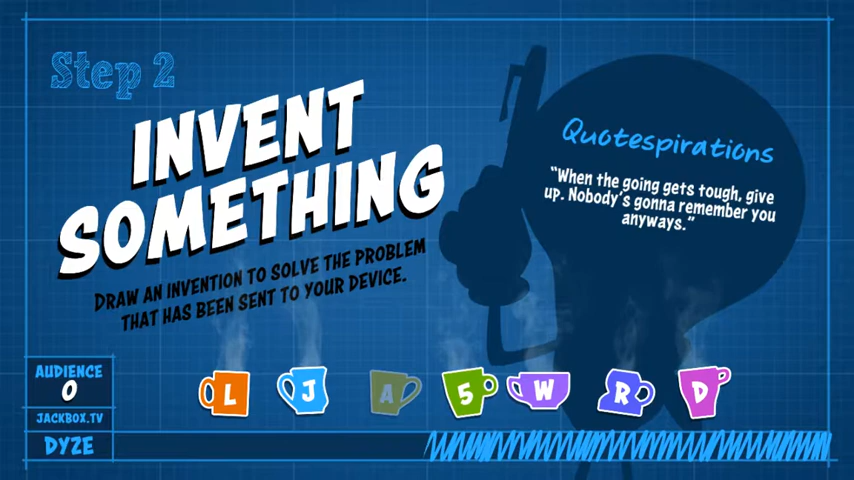 Step 2
INVENT
SOMETHING
DRAW AN INVENTION TO SOLVE THE PROBLEM
THAT HAS BEEN SENT TO YOUR DEVICE.
Quotespirations
"When the going gets tough, give
up. Nobody's gonna remember you
anyways."
AUDIENCE
0
JACKBOX.TV
DYZE
L J A 5 W R D